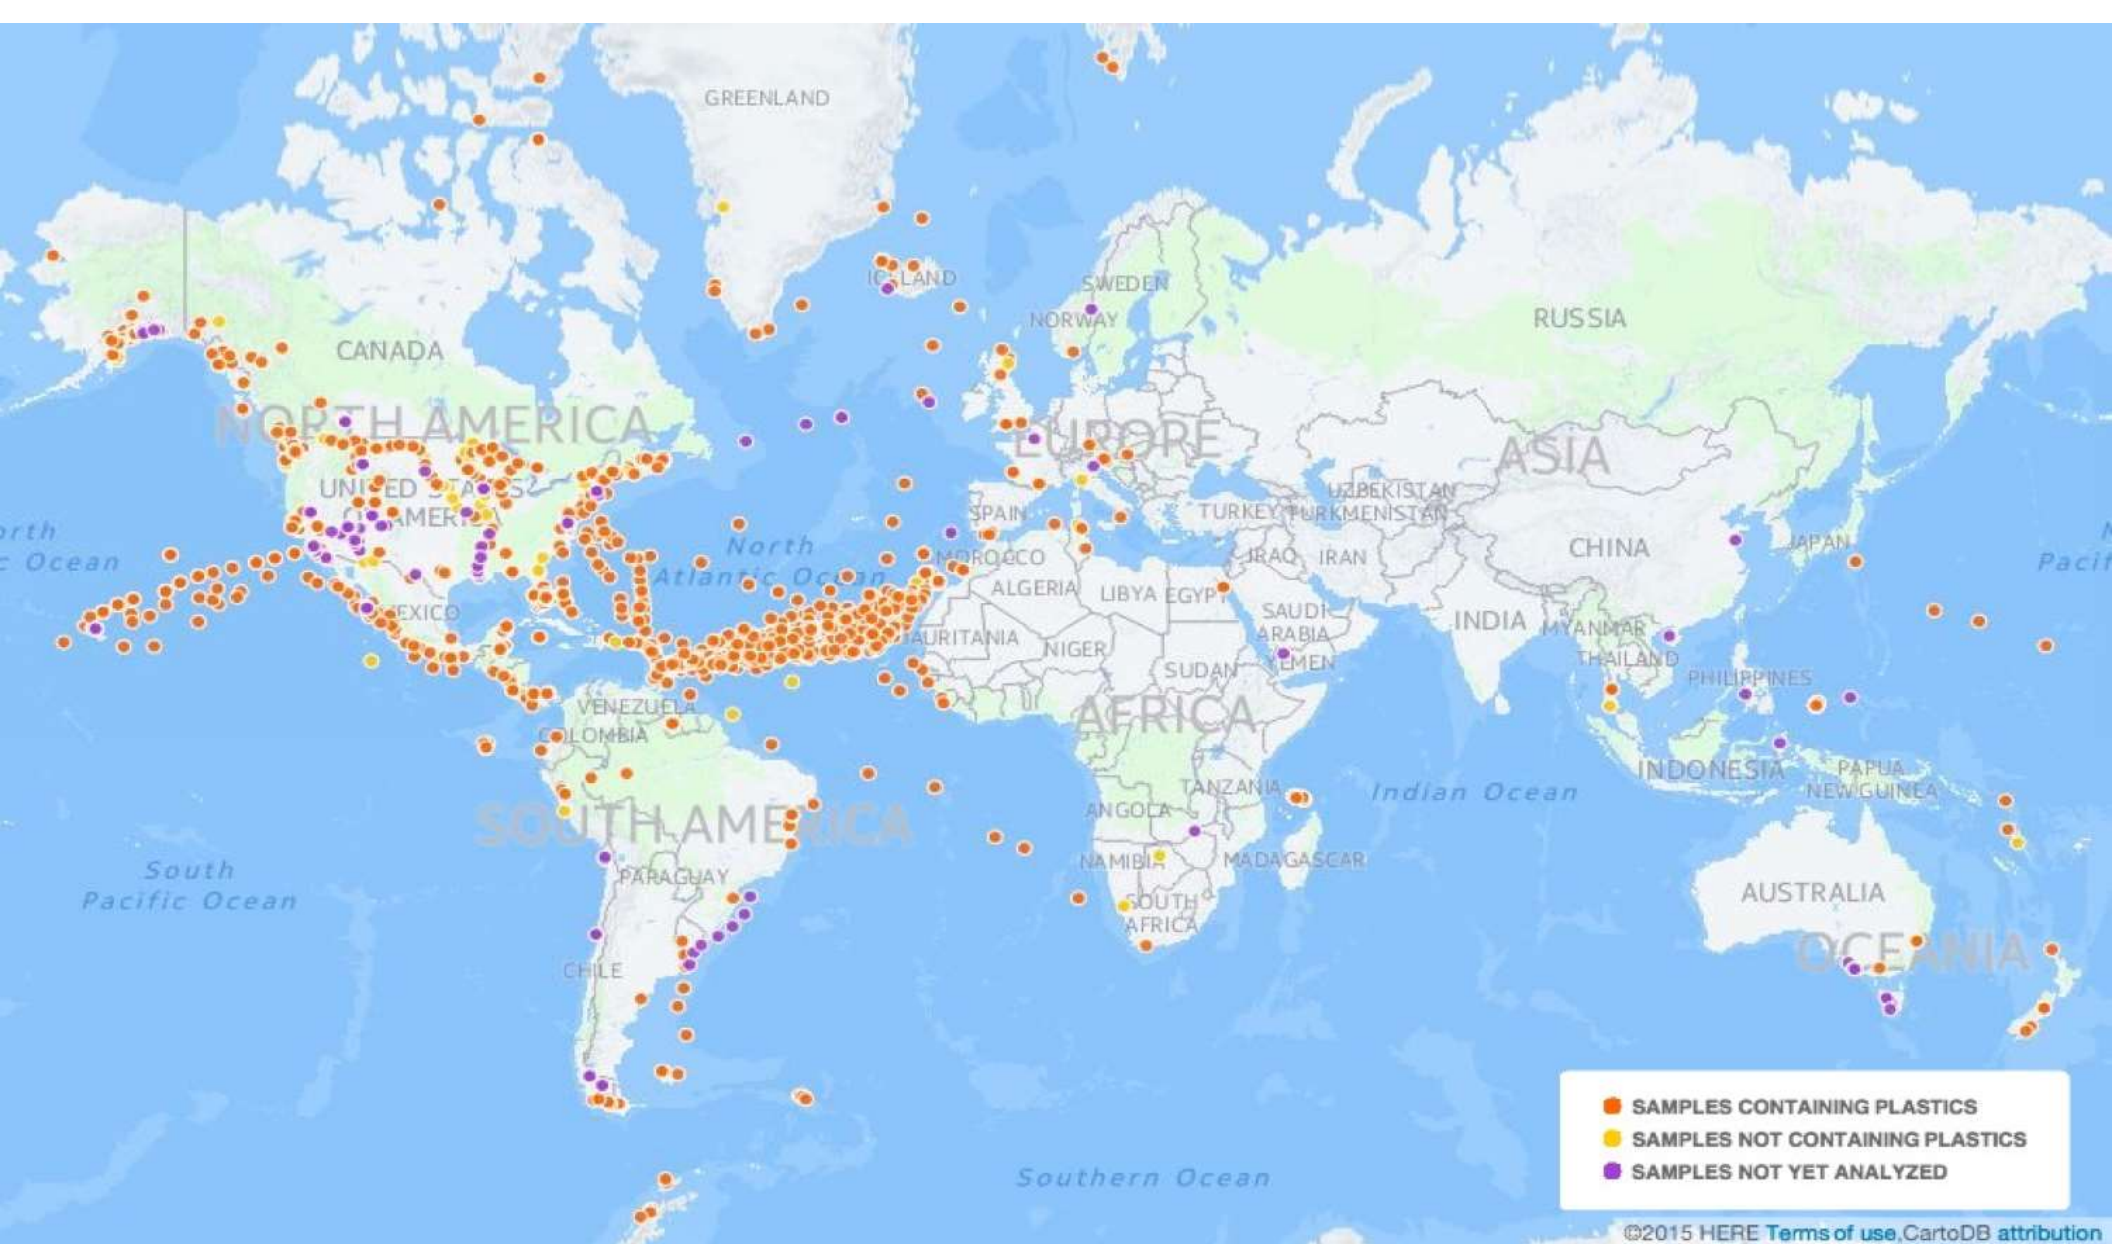 GREENLAND
ICELAND
SWEDEN
NORWAY
RUSSIA
CANADA
NORTH AMERICA
EUROPE
ASIA
UNITED STATES
OF AMERICA
UZBEKISTAN
SPAIN
TURKEY
TURKMENISTAN
North
Atlantic Ocean
MOROCCO
IRAQ
IRAN
CHINA
JAPAN
ALGERIA
LIBYA
EGYPT
MEXICO
SAUDI
ARABIA
INDIA
MYANMAR
MAURITANIA
NIGER
SUDAN
YEMEN
THAILAND
PHILIPPINES
VENEZUELA
COLOMBIA
AFRICA
TANZANIA
Indian Ocean
INDONESIA
PAPUA
NEW GUINEA
ANGOLA
SOUTH AMERICA
NAMIBIA
MADAGASCAR
South
Pacific Ocean
PARAGUAY
SOUTH
AFRICA
AUSTRALIA
OCEANIA
CHILE
Southern Ocean
SAMPLES CONTAINING PLASTICS
SAMPLES NOT CONTAINING PLASTICS
SAMPLES NOT YET ANALYZED
©2015 HERE Terms of use,CartoDB attribution